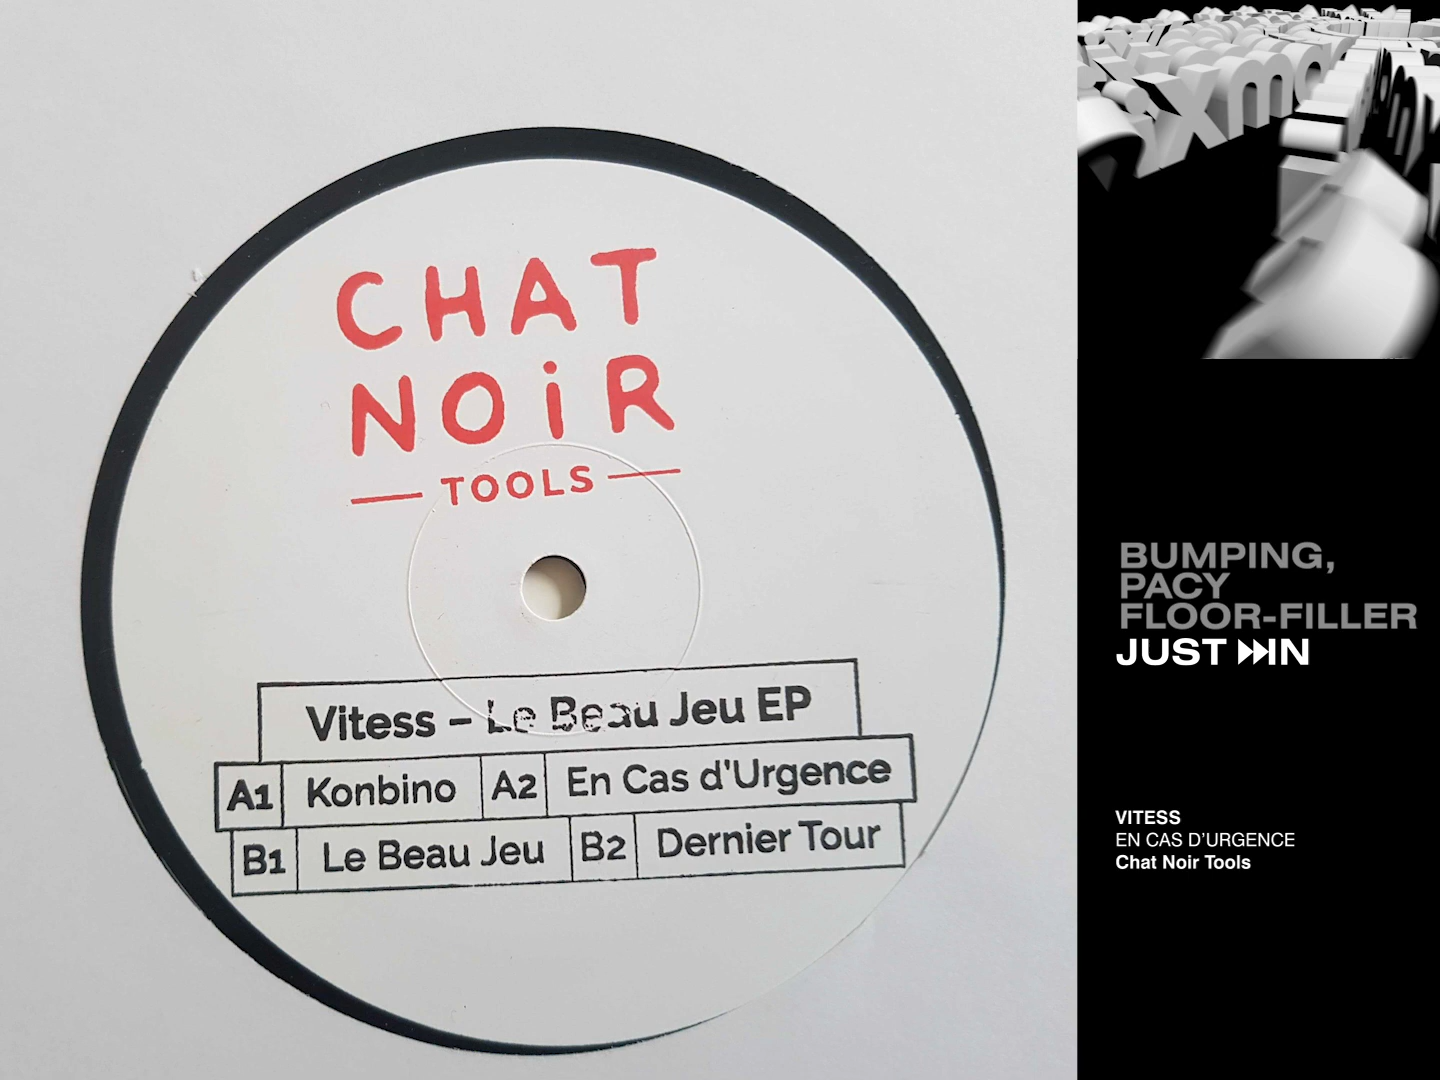 CHAT
NOiR
TOOLS
Vitess – Le Beau Jeu EP
A1 Konbino A2 En Cas d'Urgence
B1 Le Beau Jeu B2 Dernier Tour
xm
BUMPING,
PACY
FLOOR-FILLER
JUST IN
VITESS
EN CAS D'URGENCE
Chat Noir Tools